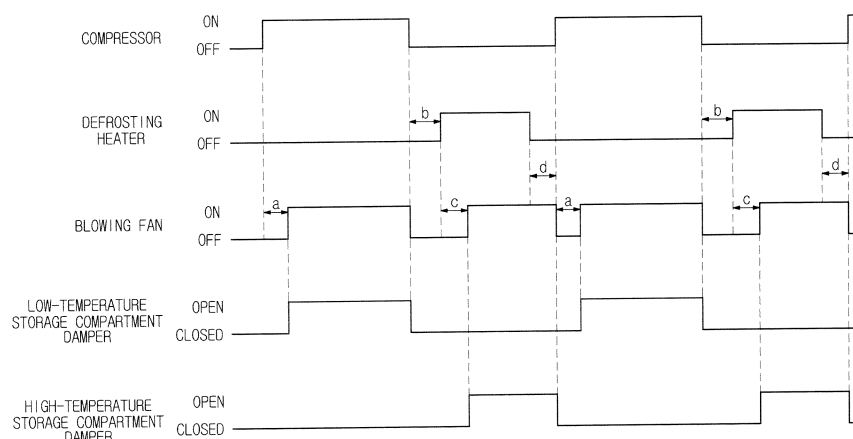 COMPRESSOR
ON
OFF
DEFROSTING
HEATER
ON
OFF
b
b
d
d
BLOWING FAN
ON
OFF
a
c
a
c
LOW-TEMPERATURE
STORAGE COMPARTMENT
DAMPER
OPEN
CLOSED
HIGH-TEMPERATURE
STORAGE COMPARTMENT
DAMPER
OPEN
CLOSED